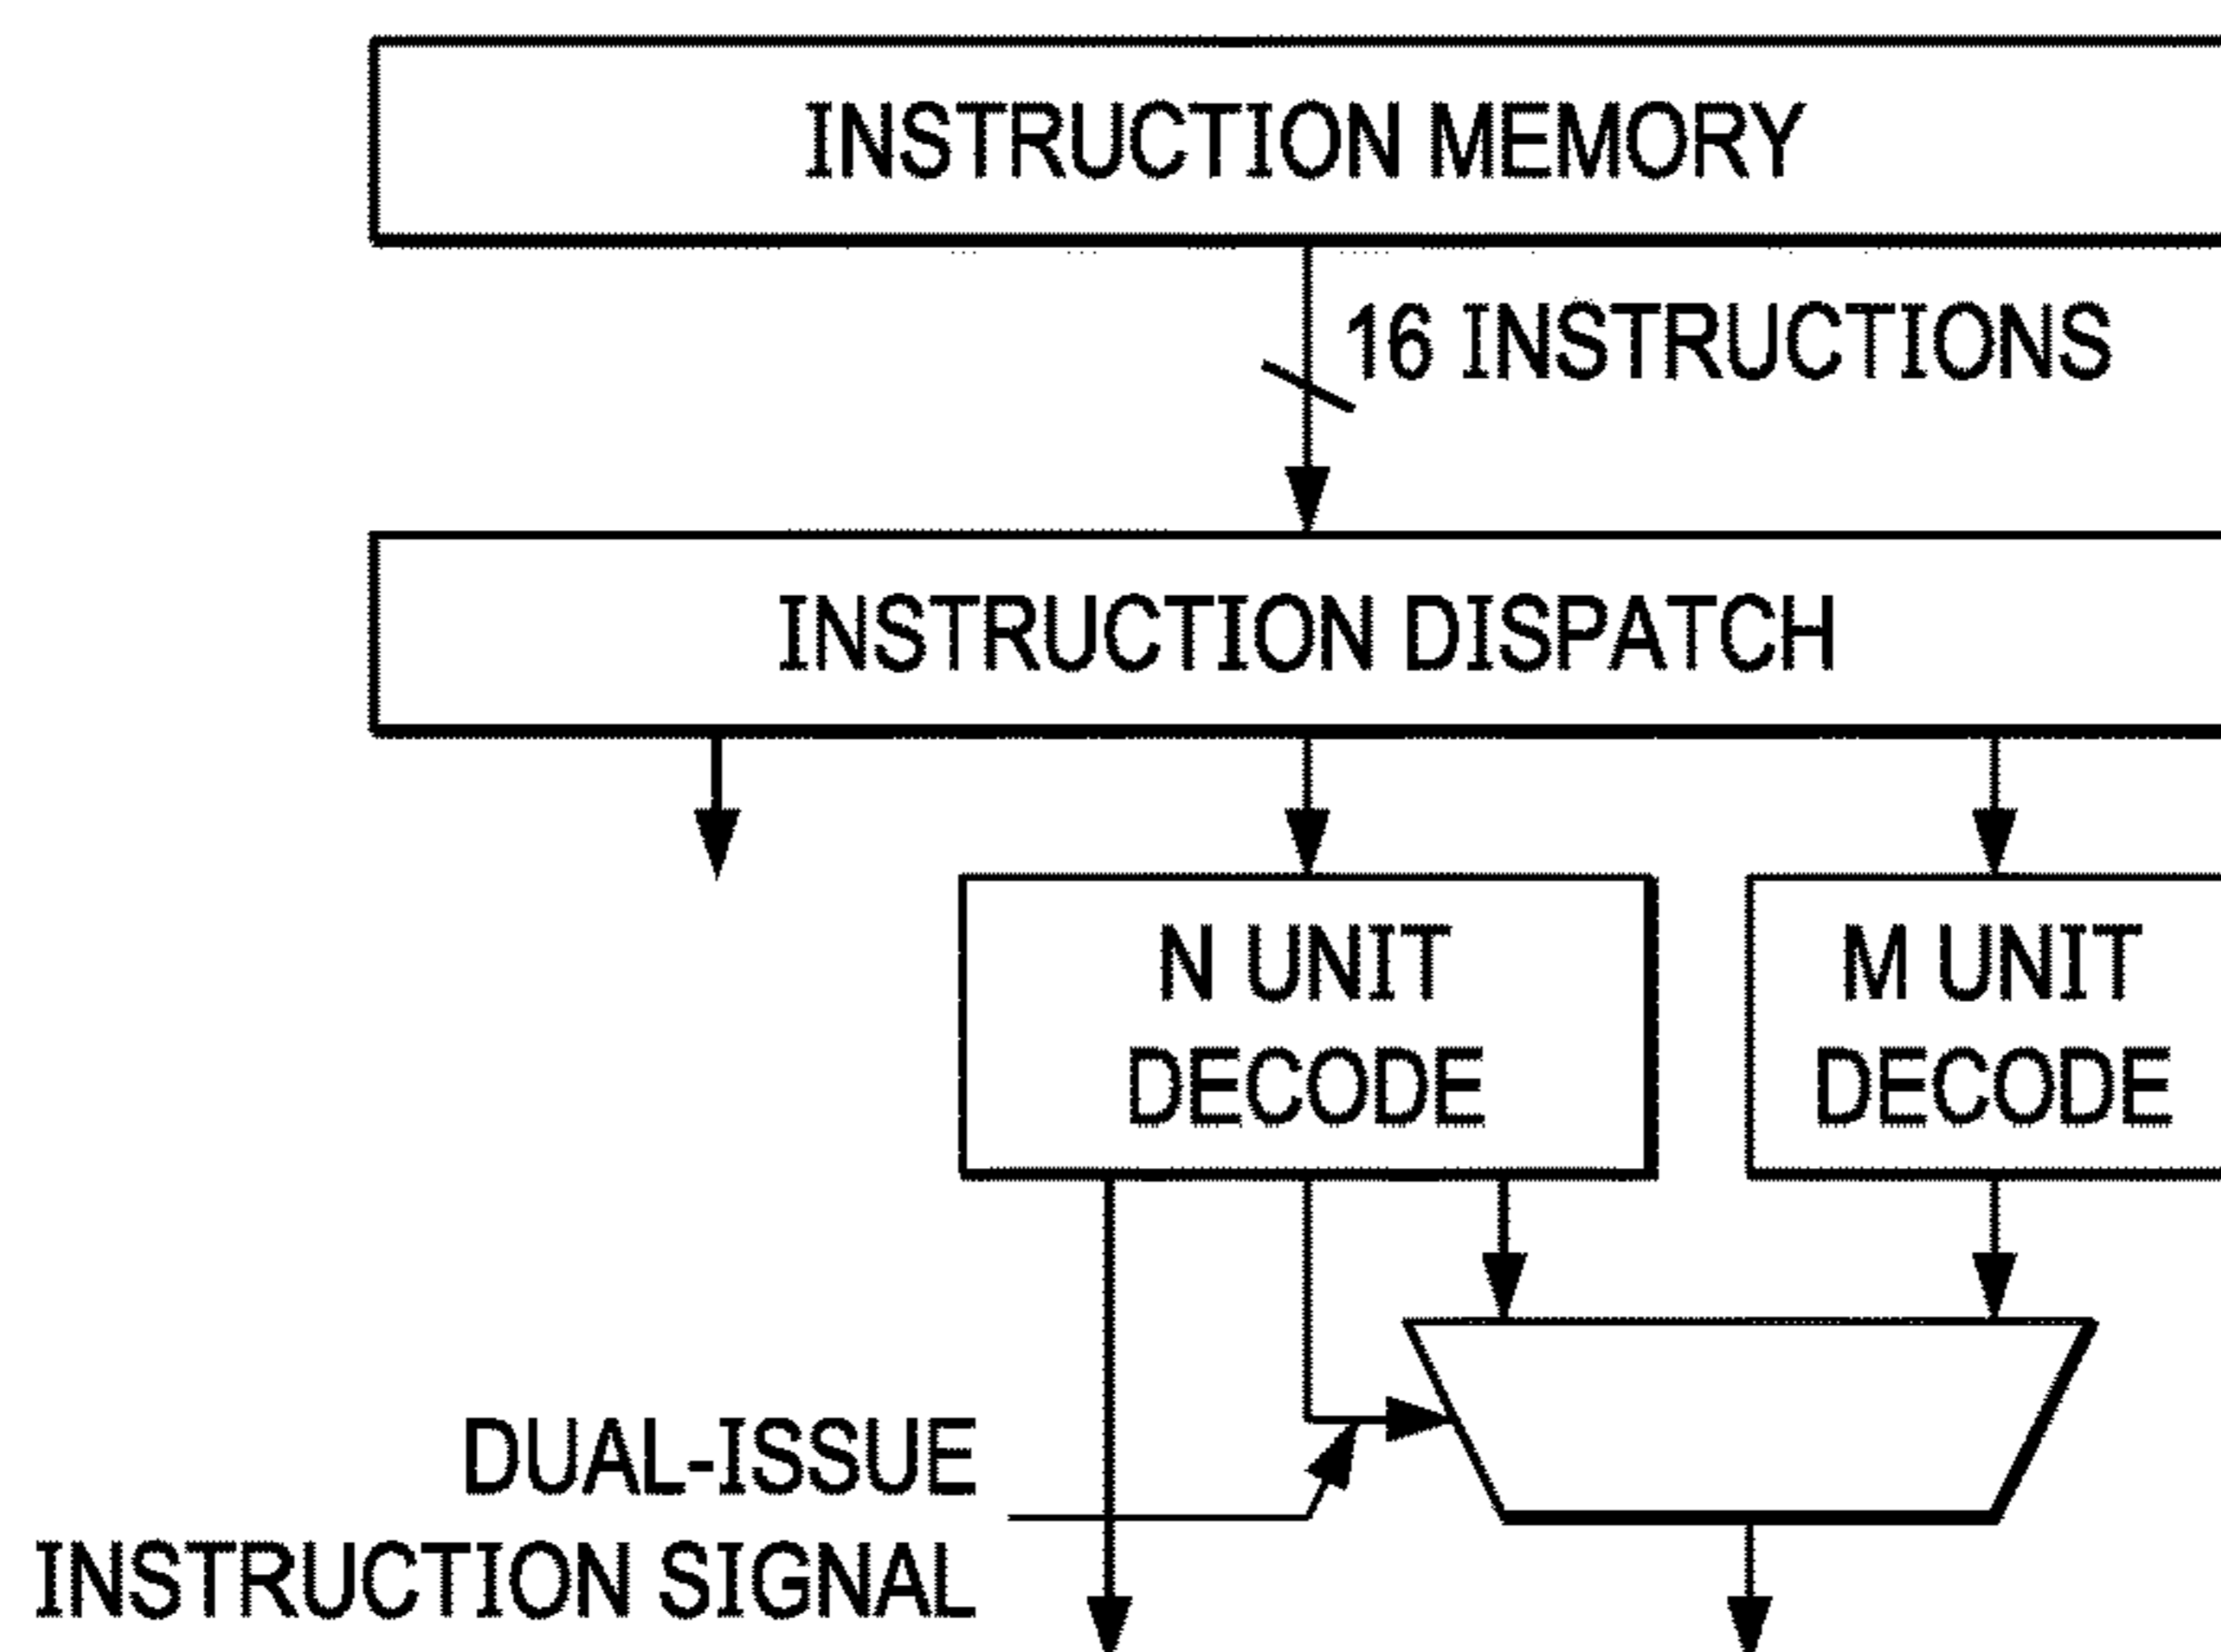 INSTRUCTION MEMORY
16 INSTRUCTIONS
INSTRUCTION DISPATCH
N UNIT
DECODE
M UNIT
DECODE
DUAL-ISSUE
INSTRUCTION SIGNAL